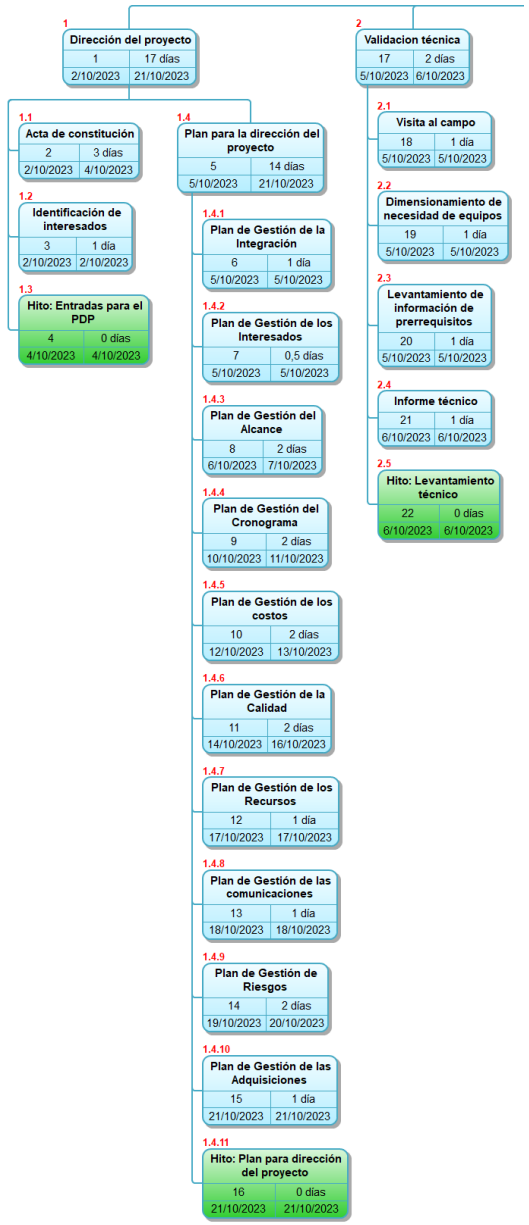 1
Dirección del proyecto
1 17 días
2/10/2023 21/10/2023
1.1
Acta de constitución
2 3 días
2/10/2023 4/10/2023
1.2
Identificación de
interesados
3 1 día
2/10/2023 2/10/2023
1.3
Hito: Entradas para el
PDP
4 0 días
4/10/2023 4/10/2023
1.4
Plan para la dirección del
proyecto
5 14 días
5/10/2023 21/10/2023
1.4.1
Plan de Gestión de la
Integración
6 1 día
5/10/2023 5/10/2023
1.4.2
Plan de Gestión de los
Interesados
7 0,5 días
5/10/2023 5/10/2023
1.4.3
Plan de Gestión del
Alcance
8 2 días
6/10/2023 7/10/2023
1.4.4
Plan de Gestión del
Cronograma
9 2 días
10/10/2023 11/10/2023
1.4.5
Plan de Gestión de los
costos
10 2 días
12/10/2023 13/10/2023
1.4.6
Plan de Gestión de la
Calidad
11 2 días
14/10/2023 16/10/2023
1.4.7
Plan de Gestión de los
Recursos
12 1 día
17/10/2023 17/10/2023
1.4.8
Plan de Gestión de las
comunicaciones
13 1 día
18/10/2023 18/10/2023
1.4.9
Plan de Gestión de
Riesgos
14 2 días
19/10/2023 20/10/2023
1.4.10
Plan de Gestión de las
Adquisiciones
15 1 día
21/10/2023 21/10/2023
1.4.11
Hito: Plan para dirección
del proyecto
16 0 días
21/10/2023 21/10/2023
2
Validacion técnica
17 2 días
5/10/2023 6/10/2023
2.1
Visita al campo
18 1 día
5/10/2023 5/10/2023
2.2
Dimensionamiento de
necesidad de equipos
19 1 día
5/10/2023 5/10/2023
2.3
Levantamiento de
información de
prerrequisitos
20 1 día
5/10/2023 5/10/2023
2.4
Informe técnico
21 1 día
6/10/2023 6/10/2023
2.5
Hito: Levantamiento
técnico
22 0 días
6/10/2023 6/10/2023